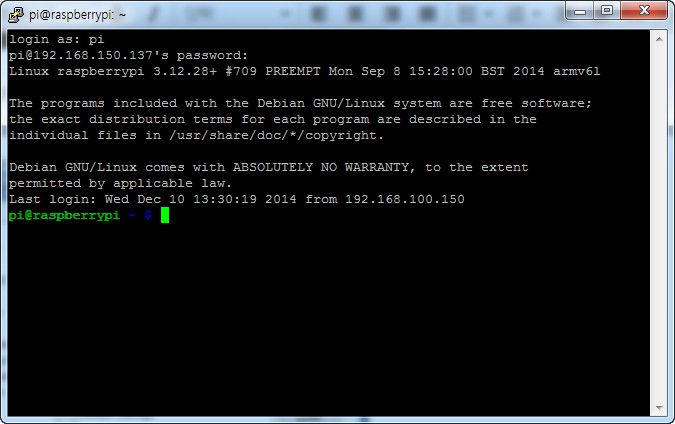 pi@raspberrypi: ~
login as: pi
pi@192.168.150.137's password:
Linux raspberrypi 3.12.28+ #709 PREEMPT Mon Sep 8 15:28:00 BST 2014 armv6l
The programs included with the Debian GNU/Linux system are free software;
the exact distribution terms for each program are described in the
individual files in /usr/share/doc/*/copyright.
Debian GNU/Linux comes with ABSOLUTELY NO WARRANTY, to the extent
permitted by applicable law.
Last login: Wed Dec 10 13:30:19 2014 from 192.168.100.150
pi@raspberrypi ~ $